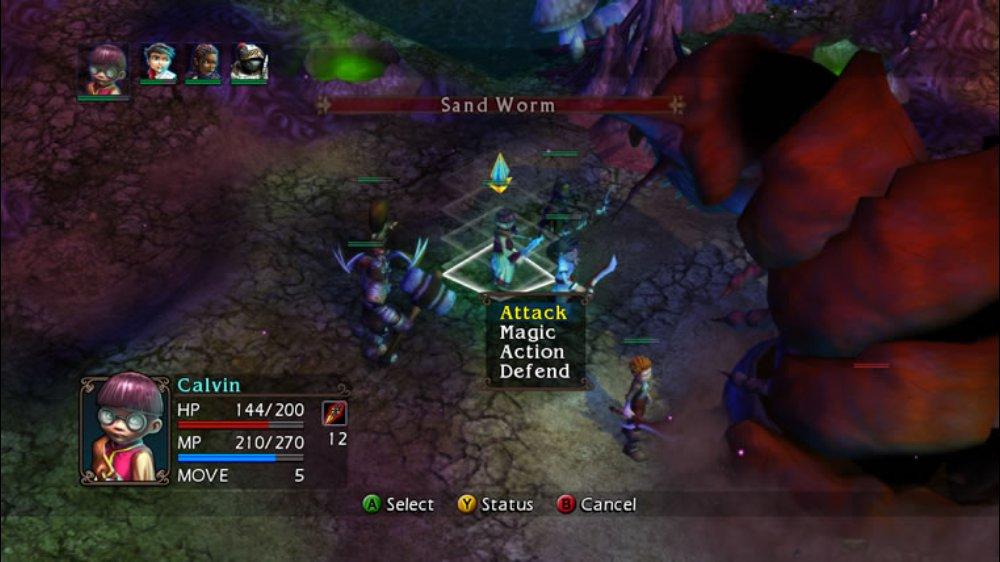 Sand Worm
Attack
Magic
Action
Defend
Calvin
HP 144/200
12
MP 210/270
MOVE 5
A Select Y Status B Cancel